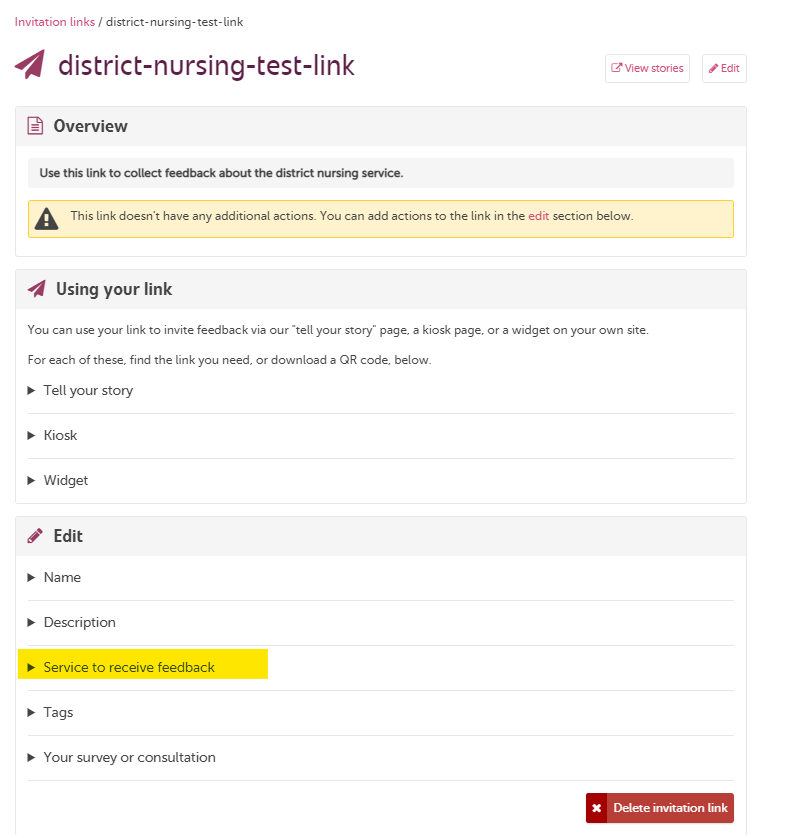 Invitation links / district-nursing-test-link
district-nursing-test-link
View stories
Edit
Overview
Use this link to collect feedback about the district nursing service.
This link doesn't have any additional actions. You can add actions to the link in the edit section below.
Using your link
You can use your link to invite feedback via our "tell your story" page, a kiosk page, or a widget on your own site.
For each of these, find the link you need, or download a QR code, below.
Tell your story
Kiosk
Widget
Edit
Name
Description
Service to receive feedback
Tags
Your survey or consultation
Delete invitation link